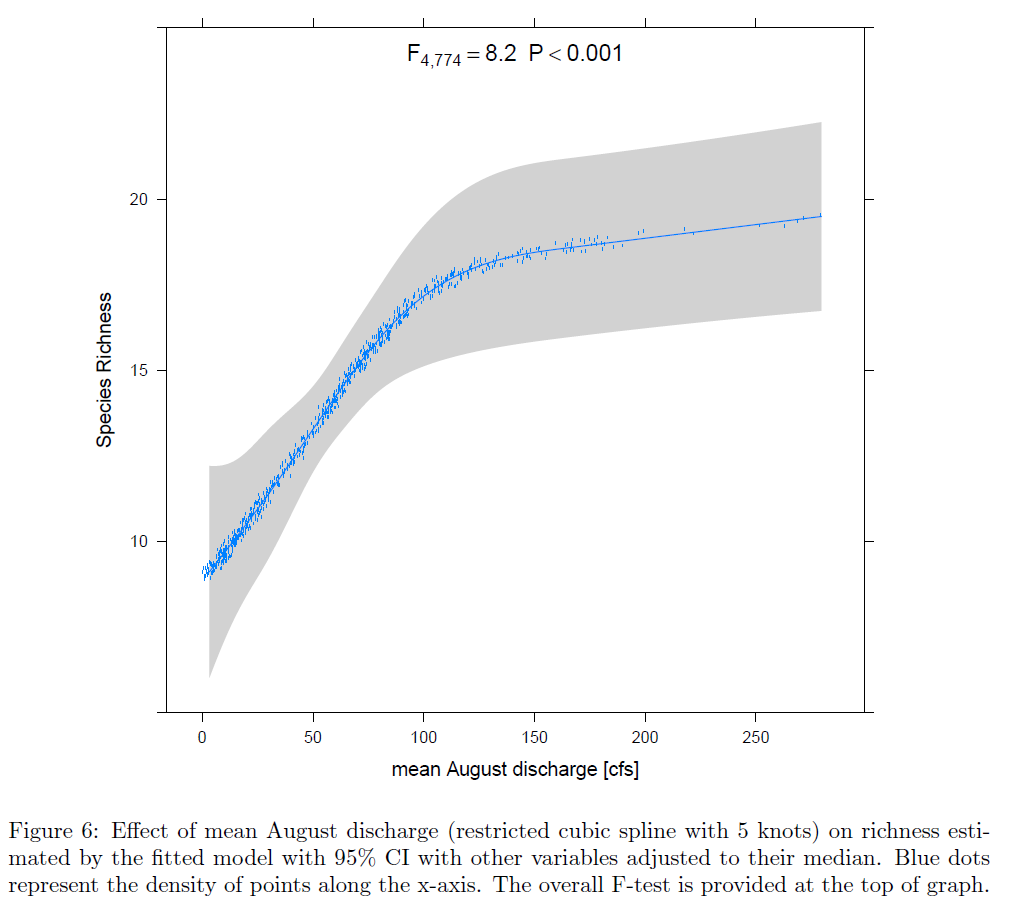 F4,774 = 8.2 P < 0.001
20
15
10
Species Richness
0 50 100 150 200 250
mean August discharge [cfs]
Figure 6: Effect of mean August discharge (restricted cubic spline with 5 knots) on richness esti-
mated by the fitted model with 95% CI with other variables adjusted to their median. Blue dots
represent the density of points along the x-axis. The overall F-test is provided at the top of graph.